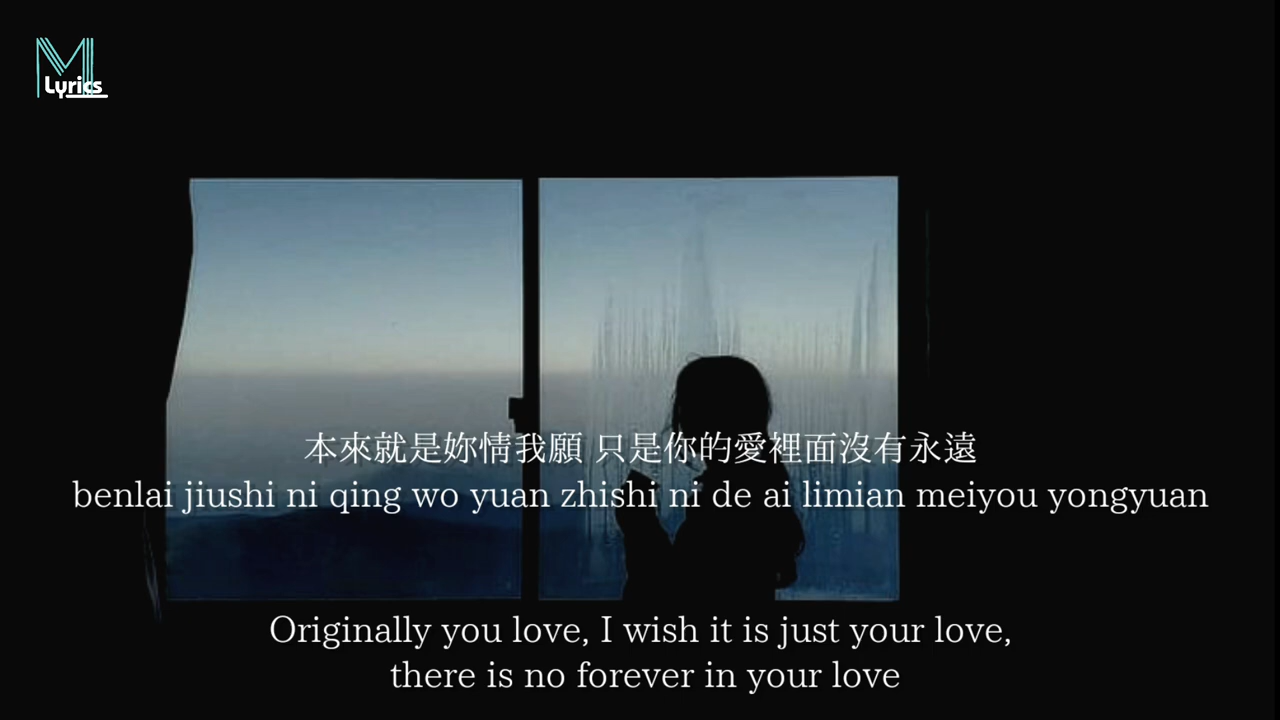 M
Lyrics
本來就是妳情我願 只是你的愛裡面沒有永遠
benlai jiushi ni qing wo yuan zhishi ni de ai limian meiyou yongyuan
Originally you love, I wish it is just your love,
there is no forever in your love